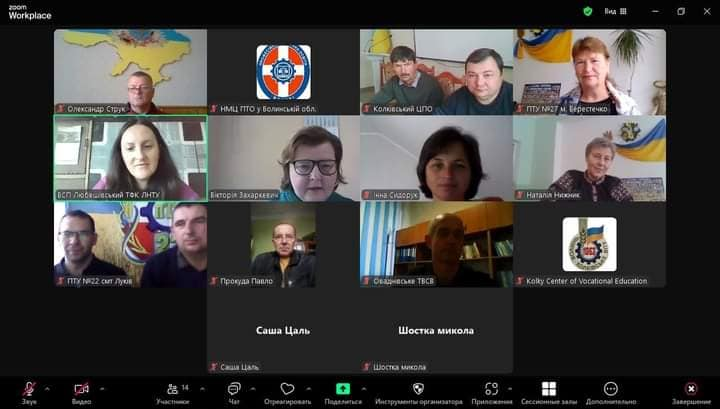 zoom
Workplace
Вид
Олександр Струк
НМЦ ПТО у Волинській обл.
Колківський ЦПО
ПТУ №27 м. Берестечко
ВСП Любешівський ТФК ЛНТУ
Вікторія Захаркевич
Інна Сидорук
Наталія Нижник
ПТУ №22 смт Луків
Прокуда Павло
Оваднівське ТВСВ
Kolky Center of Vocational Education
Саша Цаль
Шостка микола
Саша Цаль
Шостка микола
14
Звук
Видео
Участники
Чат
Отреагировать
Поделиться
Инструменты организатора
Приложения
Сессионные залы
Дополнительно
Завершение